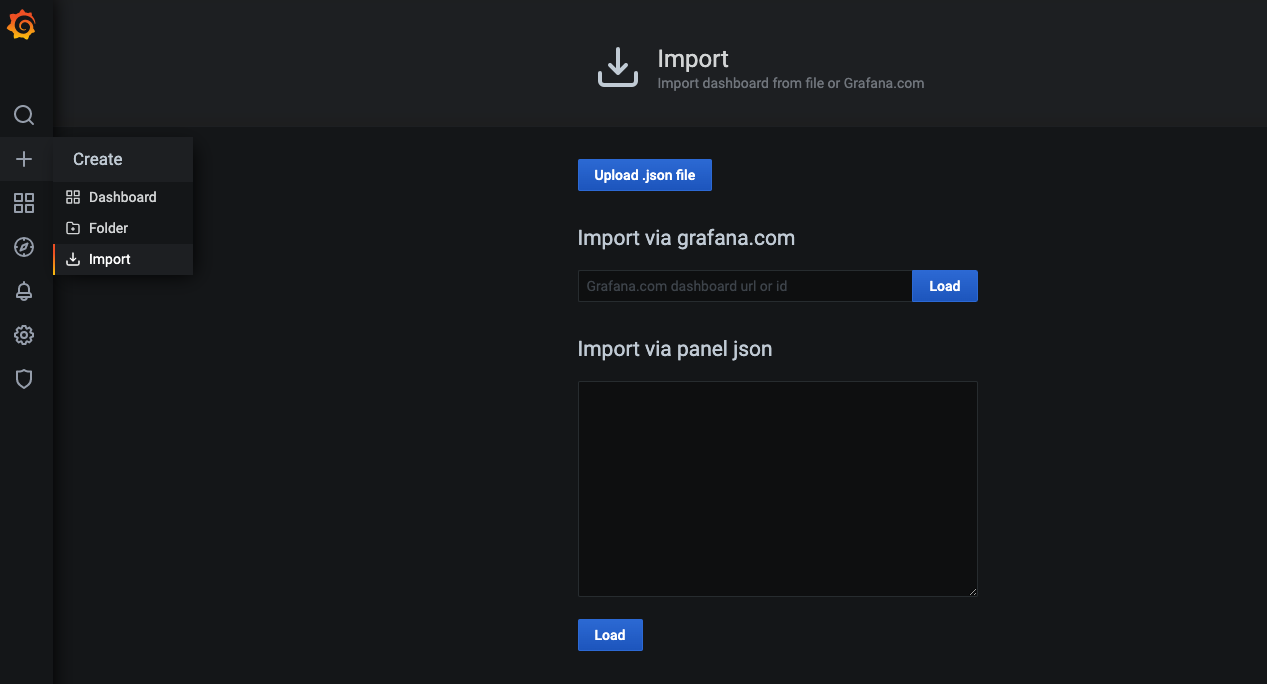 Import
Import dashboard from file or Grafana.com
Create
Dashboard
Folder
Import
Upload .json file
Import via grafana.com
Grafana.com dashboard url or id
Load
Import via panel json
Load